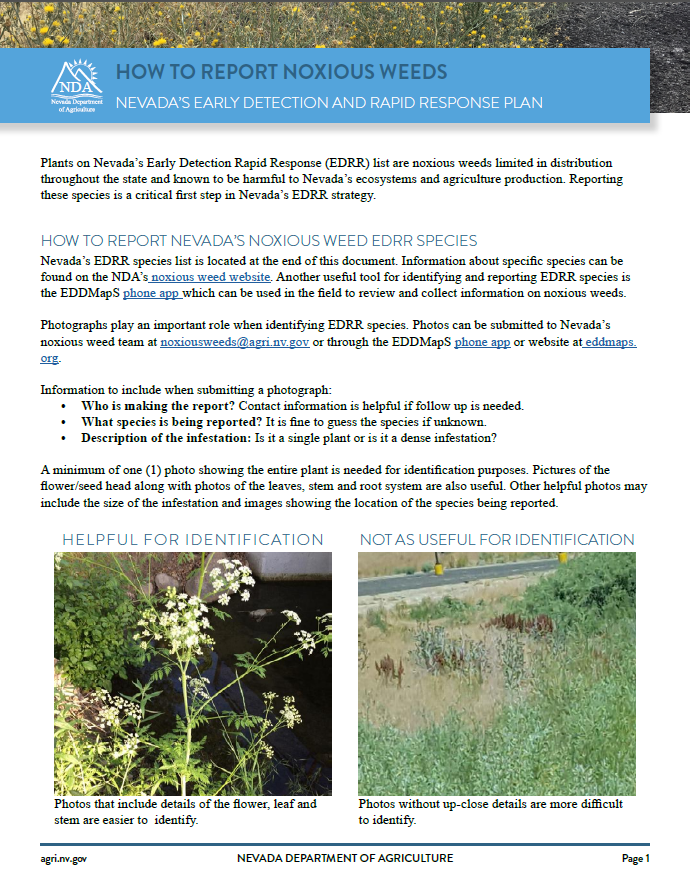 NDA
Nevada Department
of Agriculture
HOW TO REPORT NOXIOUS WEEDS
NEVADA'S EARLY DETECTION AND RAPID RESPONSE PLAN
Plants on Nevada's Early Detection Rapid Response (EDRR) list are noxious weeds limited in distribution
throughout the state and known to be harmful to Nevada's ecosystems and agriculture production. Reporting
these species is a critical first step in Nevada's EDRR strategy.
HOW TO REPORT NEVADA'S NOXIOUS WEED EDRR SPECIES
Nevada's EDRR species list is located at the end of this document. Information about specific species can be
found on the NDA's noxious weed website. Another useful tool for identifying and reporting EDRR species is
the EDDMapS phone app which can be used in the field to review and collect information on noxious weeds.
Photographs play an important role when identifying EDRR species. Photos can be submitted to Nevada's
noxious weed team at noxiousweeds@agri.nv.gov or through the EDDMapS phone app or website at eddmaps.
org.
Information to include when submitting a photograph:
• Who is making the report? Contact information is helpful if follow up is needed.
• What species is being reported? It is fine to guess the species if unknown.
• Description of the infestation: Is it a single plant or is it a dense infestation?
A minimum of one (1) photo showing the entire plant is needed for identification purposes. Pictures of the
flower/seed head along with photos of the leaves, stem and root system are also useful. Other helpful photos may
include the size of the infestation and images showing the location of the species being reported.
HELPFUL FOR IDENTIFICATION
Photos that include details of the flower, leaf and
stem are easier to identify.
NOT AS USEFUL FOR IDENTIFICATION
Photos without up-close details are more difficult
to identify.
agri.nv.gov
NEVADA DEPARTMENT OF AGRICULTURE
Page 1